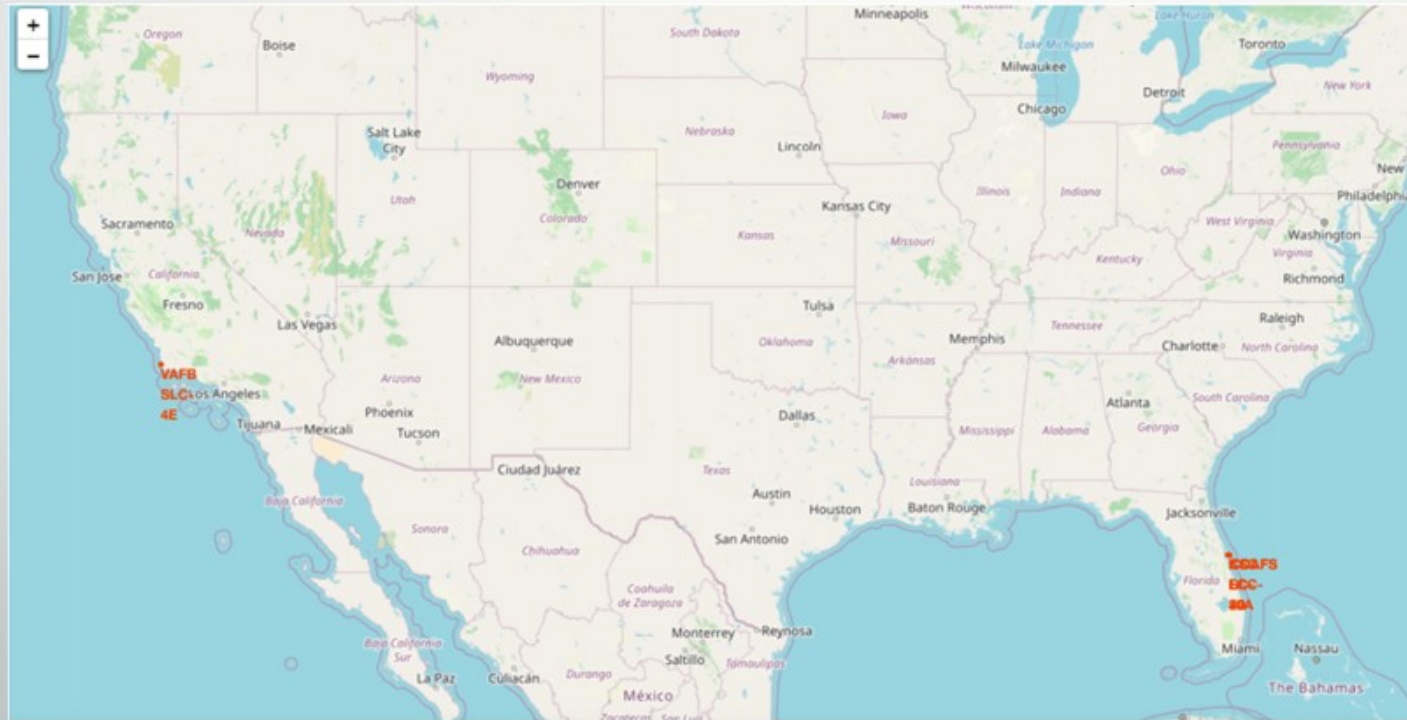 +
−
Oregon
Boise
Wyoming
South Dakota
Minneapolis
Lake Michigan
Milwaukee
Lake Huron
Toronto
New York
Detroit
Chicago
Iowa
Nebraska
Lincoln
Salt Lake
City
Pennsylvania
New
Philadelphia
Ohio
Illinois
Indiana
Denver
Utah
Colorado
Nevada
Sacramento
Kansas City
Kansas
Missouri
West Virginia
Washington
Virginia
Kentucky
Richmond
San Jose
California
Fresno
Las Vegas
Tulsa
Raleigh
Tennessee
Albuquerque
Oklahoma
Memphis
Charlotte
North Carolina
Arkansas
VAFB
SLC-
4E
Los Angeles
Arizona
New Mexico
Phoenix
Tucson
Dallas
Atlanta
South Carolina
Georgia
Mississippi
Alabama
Tijuana
Mexicali
Ciudad Juárez
Texas
Louisiana
Austin
Houston
Baton Rouge
Jacksonville
Baja California
Sonora
Chihuahua
San Antonio
Florida
Coahuila
de Zaragoza
Monterrey
Reynosa
Saltillo
Tamaulipas
Miami
Nassau
Baja California
Sur
La Paz
Culiacán
Durango
México
The Bahamas
Zacatecas
San Luis